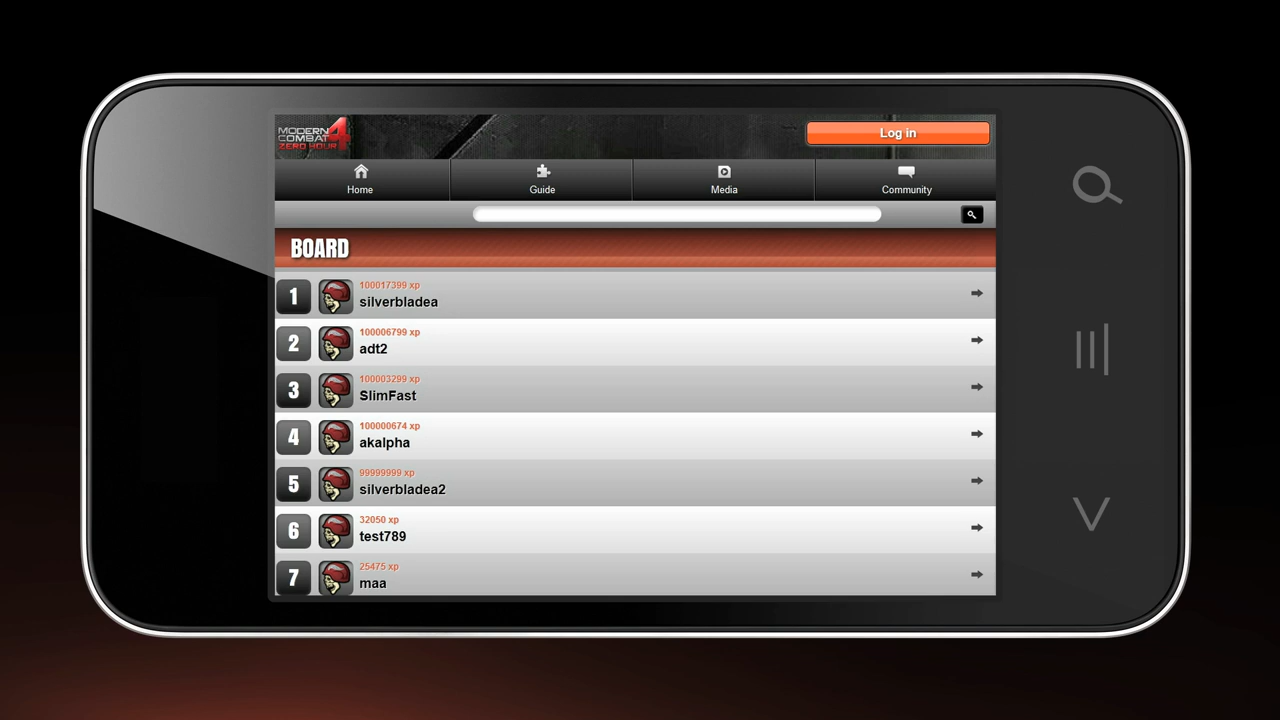 MODERN
COMBAT 4
ZERO HOUR
Log in
Home
Guide
Media
Community
BOARD
1
100017399 xp
silverbladea
2
100006799 xp
adt2
3
100003299 xp
SlimFast
4
100000674 xp
akalpha
5
99999999 xp
silverbladea2
6
32050 xp
test789
7
25475 xp
maa